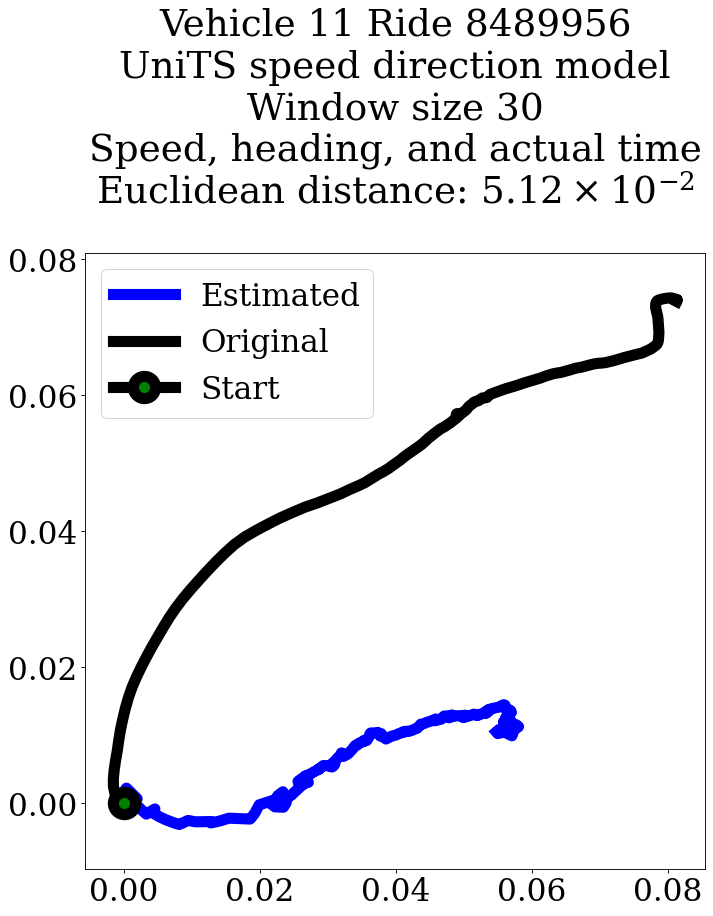 Vehicle 11 Ride 8489956
UniTS speed direction model
Window size 30
Speed, heading, and actual time
Euclidean distance: 5.12 × 10⁻²
0.08
0.06
0.04
0.02
0.00
Estimated
Original
Start
0.00 0.02 0.04 0.06 0.08